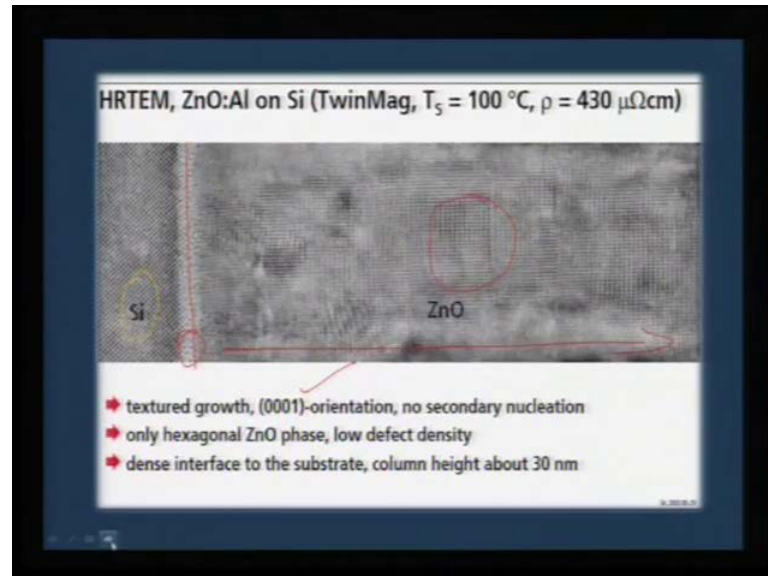 HRTEM, ZnO:Al on Si (TwinMag, T_S = 100 °C, ρ = 430 µΩcm)
Si
ZnO
textured growth, (0001)-orientation, no secondary nucleation
only hexagonal ZnO phase, low defect density
dense interface to the substrate, column height about 30 nm